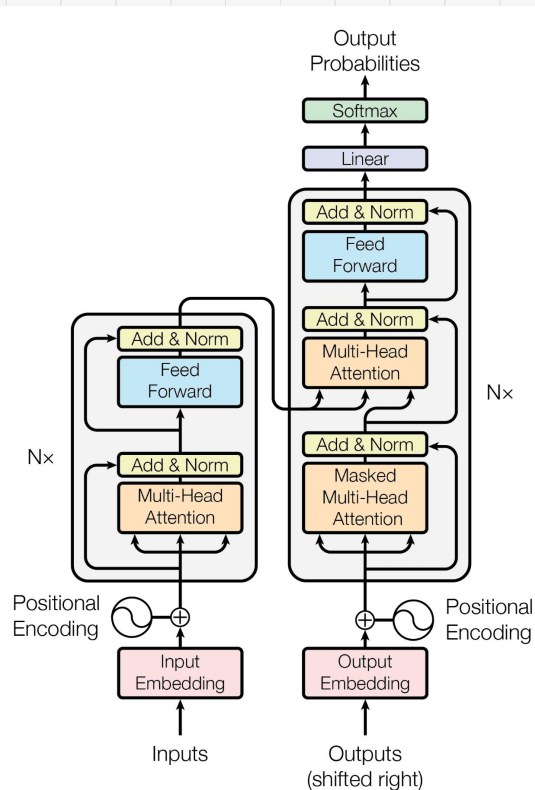 Output
Probabilities
Softmax
Linear
Add & Norm
Feed
Forward
Add & Norm
Multi-Head
Attention
Nx
Add & Norm
Masked
Multi-Head
Attention
Add & Norm
Feed
Forward
Nx
Add & Norm
Multi-Head
Attention
Positional
Encoding
Positional
Encoding
Input
Embedding
Output
Embedding
Inputs
Outputs
(shifted right)